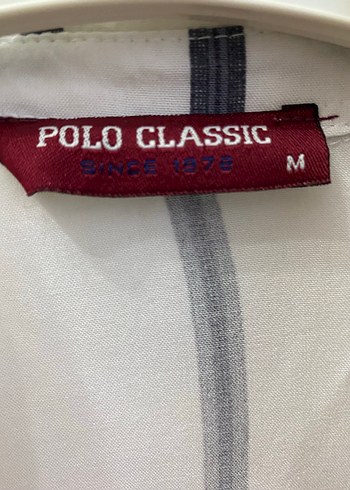 POLO CLASSIC
SINCE 1978 M